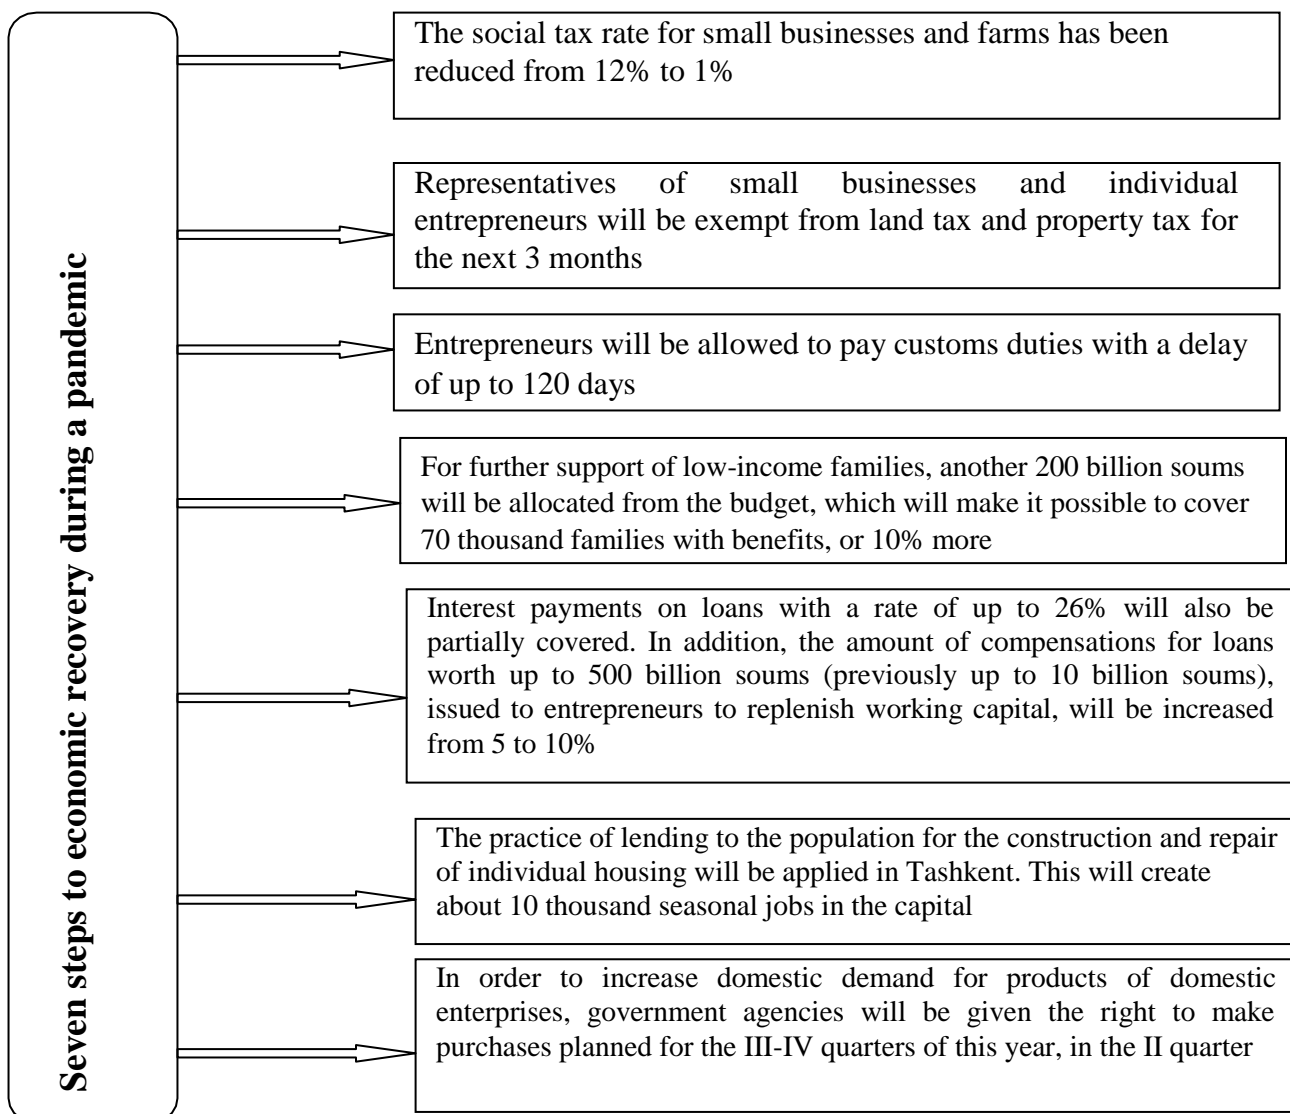 Seven steps to economic recovery during a pandemic
The social tax rate for small businesses and farms has been
reduced from 12% to 1%
Representatives of small businesses and individual
entrepreneurs will be exempt from land tax and property tax for
the next 3 months
Entrepreneurs will be allowed to pay customs duties with a delay
of up to 120 days
For further support of low-income families, another 200 billion soums
will be allocated from the budget, which will make it possible to cover
70 thousand families with benefits, or 10% more
Interest payments on loans with a rate of up to 26% will also be
partially covered. In addition, the amount of compensations for loans
worth up to 500 billion soums (previously up to 10 billion soums),
issued to entrepreneurs to replenish working capital, will be increased
from 5 to 10%
The practice of lending to the population for the construction and repair
of individual housing will be applied in Tashkent. This will create
about 10 thousand seasonal jobs in the capital
In order to increase domestic demand for products of domestic
enterprises, government agencies will be given the right to make
purchases planned for the III-IV quarters of this year, in the II quarter